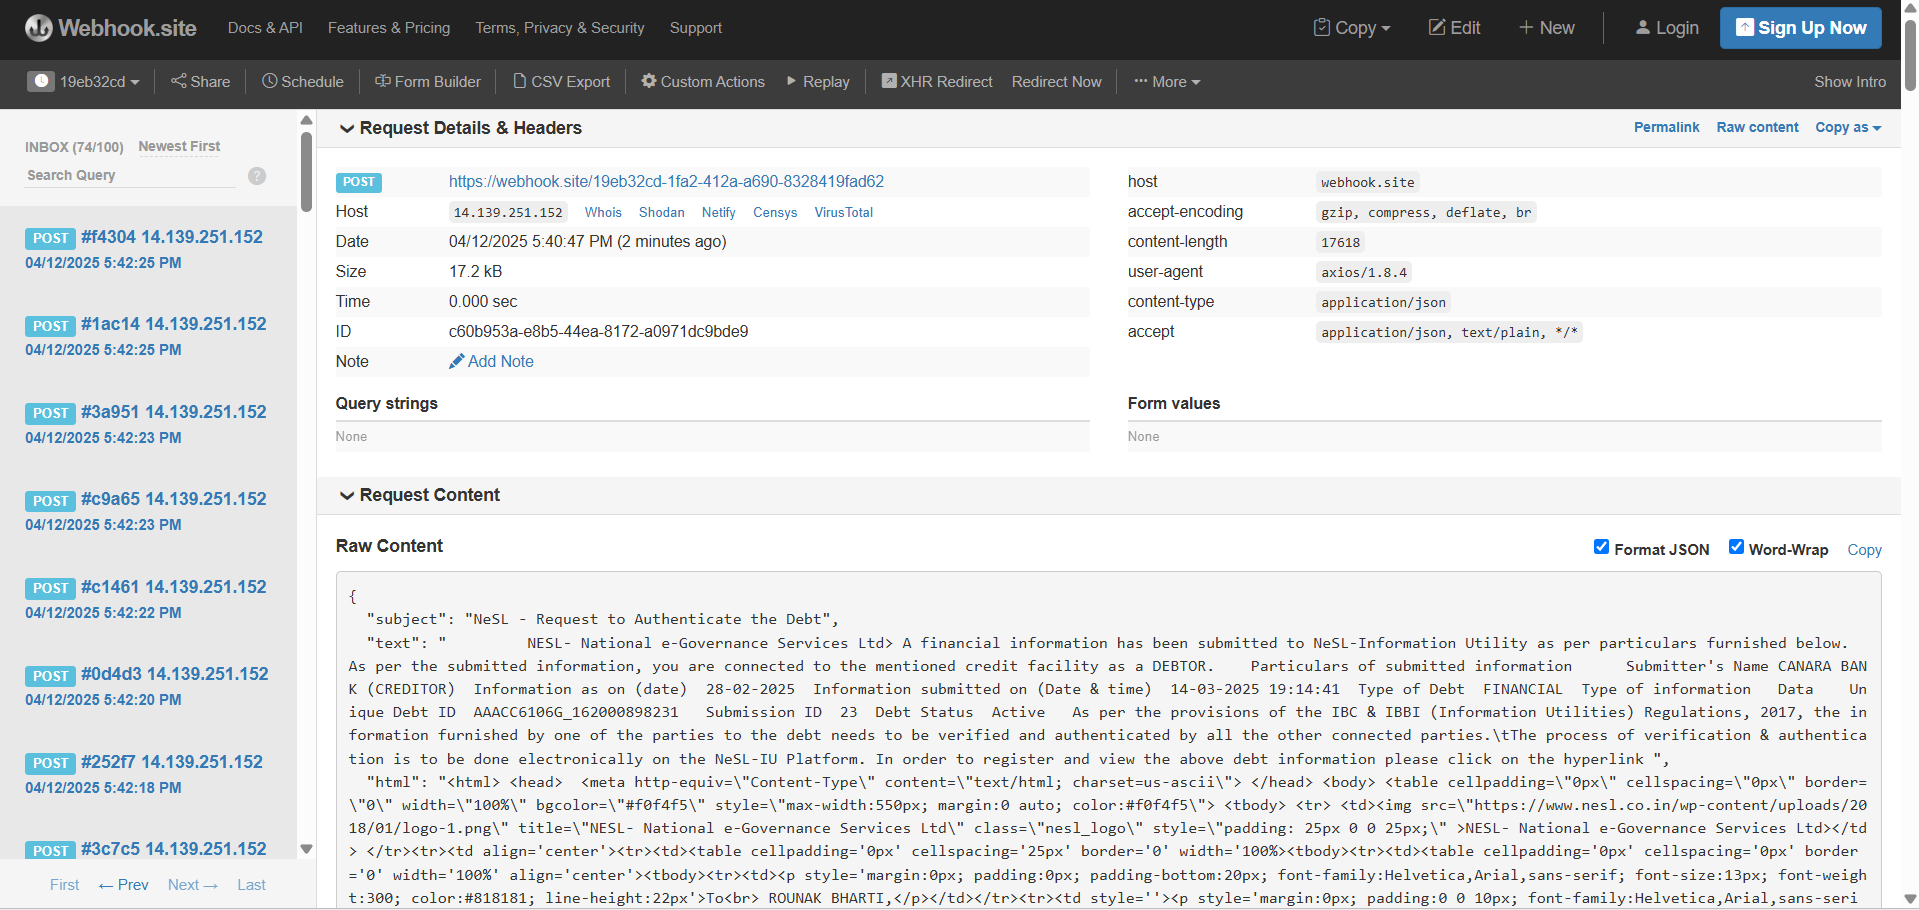 Webhook.site Docs & API Features & Pricing Terms, Privacy & Security Support Copy Edit New Login Sign Up Now
19eb32cd Share Schedule Form Builder CSV Export Custom Actions Replay XHR Redirect Redirect Now More Show Intro
INBOX (74/100) Newest First
Search Query ?
POST #f4304 14.139.251.152
04/12/2025 5:42:25 PM
POST #1ac14 14.139.251.152
04/12/2025 5:42:25 PM
POST #3a951 14.139.251.152
04/12/2025 5:42:23 PM
POST #c9a65 14.139.251.152
04/12/2025 5:42:23 PM
POST #c1461 14.139.251.152
04/12/2025 5:42:22 PM
POST #0d4d3 14.139.251.152
04/12/2025 5:42:20 PM
POST #252f7 14.139.251.152
04/12/2025 5:42:18 PM
POST #3c7c5 14.139.251.152
First ← Prev Next → Last
Request Details & Headers Permalink Raw content Copy as
POST https://webhook.site/19eb32cd-1fa2-412a-a690-8328419fad62
Host 14.139.251.152 Whois Shodan Netify Censys VirusTotal
Date 04/12/2025 5:40:47 PM (2 minutes ago)
Size 17.2 kB
Time 0.000 sec
ID c60b953a-e8b5-44ea-8172-a0971dc9bde9
Note Add Note
host webhook.site
accept-encoding gzip, compress, deflate, br
content-length 17618
user-agent axios/1.8.4
content-type application/json
accept application/json, text/plain, */*
Query strings
None
Form values
None
Request Content
Raw Content Format JSON Word-Wrap Copy
{
"subject": "NeSL - Request to Authenticate the Debt",
"text": " NESL- National e-Governance Services Ltd> A financial information has been submitted to NeSL-Information Utility as per particulars furnished below.
As per the submitted information, you are connected to the mentioned credit facility as a DEBTOR. Particulars of submitted information Submitter's Name CANARA BAN
K (CREDITOR) Information as on (date) 28-02-2025 Information submitted on (Date & time) 14-03-2025 19:14:41 Type of Debt FINANCIAL Type of information Data Un
ique Debt ID AAACC6106G_162000898231 Submission ID 23 Debt Status Active As per the provisions of the IBC & IBBI (Information Utilities) Regulations, 2017, the in
formation furnished by one of the parties to the debt needs to be verified and authenticated by all the other connected parties.\tThe process of verification & authentica
tion is to be done electronically on the NeSL-IU Platform. In order to register and view the above debt information please click on the hyperlink ",
"html": "<html> <head> <meta http-equiv=\"Content-Type\" content=\"text/html; charset=us-ascii\"> </head> <body> <table cellpadding=\"0px\" cellspacing=\"0px\" border=
\"0\" width=\"100%\" bgcolor=\"#f0f4f5\" style=\"max-width:550px; margin:0 auto; color:#f0f4f5\"> <tbody> <tr> <td><img src=\"https://www.nesl.co.in/wp-content/uploads/20
18/01/logo-1.png\" title=\"NESL- National e-Governance Services Ltd\" class=\"nesl_logo\" style=\"padding: 25px 0 0 25px;\" >NESL- National e-Governance Services Ltd></td
> </tr><tr><td align='center'><tr><td><table cellpadding='0px' cellspacing='25px' border='0' width='100%><tbody><tr><td><table cellpadding='0px' cellspacing='0px' border
='0' width='100%' align='center'><tbody><tr><td><p style='margin:0px; padding:0px; padding-bottom:20px; font-family:Helvetica,Arial,sans-serif; font-size:13px; font-weigh
t:300; color:#818181; line-height:22px'>To<br> ROUNAK BHARTI,</p></td></tr><tr><td style=''><p style='margin:0px; padding:0 0 10px; font-family:Helvetica,Arial,sans-seri